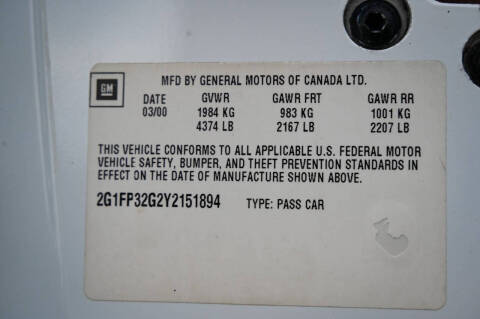 GM
MFD BY GENERAL MOTORS OF CANADA LTD.
DATE GVWR GAWR FRT GAWR RR
03/00 1984 KG 983 KG 1001 KG
4374 LB 2167 LB 2207 LB
THIS VEHICLE CONFORMS TO ALL APPLICABLE U.S. FEDERAL MOTOR
VEHICLE SAFETY, BUMPER, AND THEFT PREVENTION STANDARDS IN
EFFECT ON THE DATE OF MANUFACTURE SHOWN ABOVE.
2G1FP32G2Y2151894 TYPE: PASS CAR